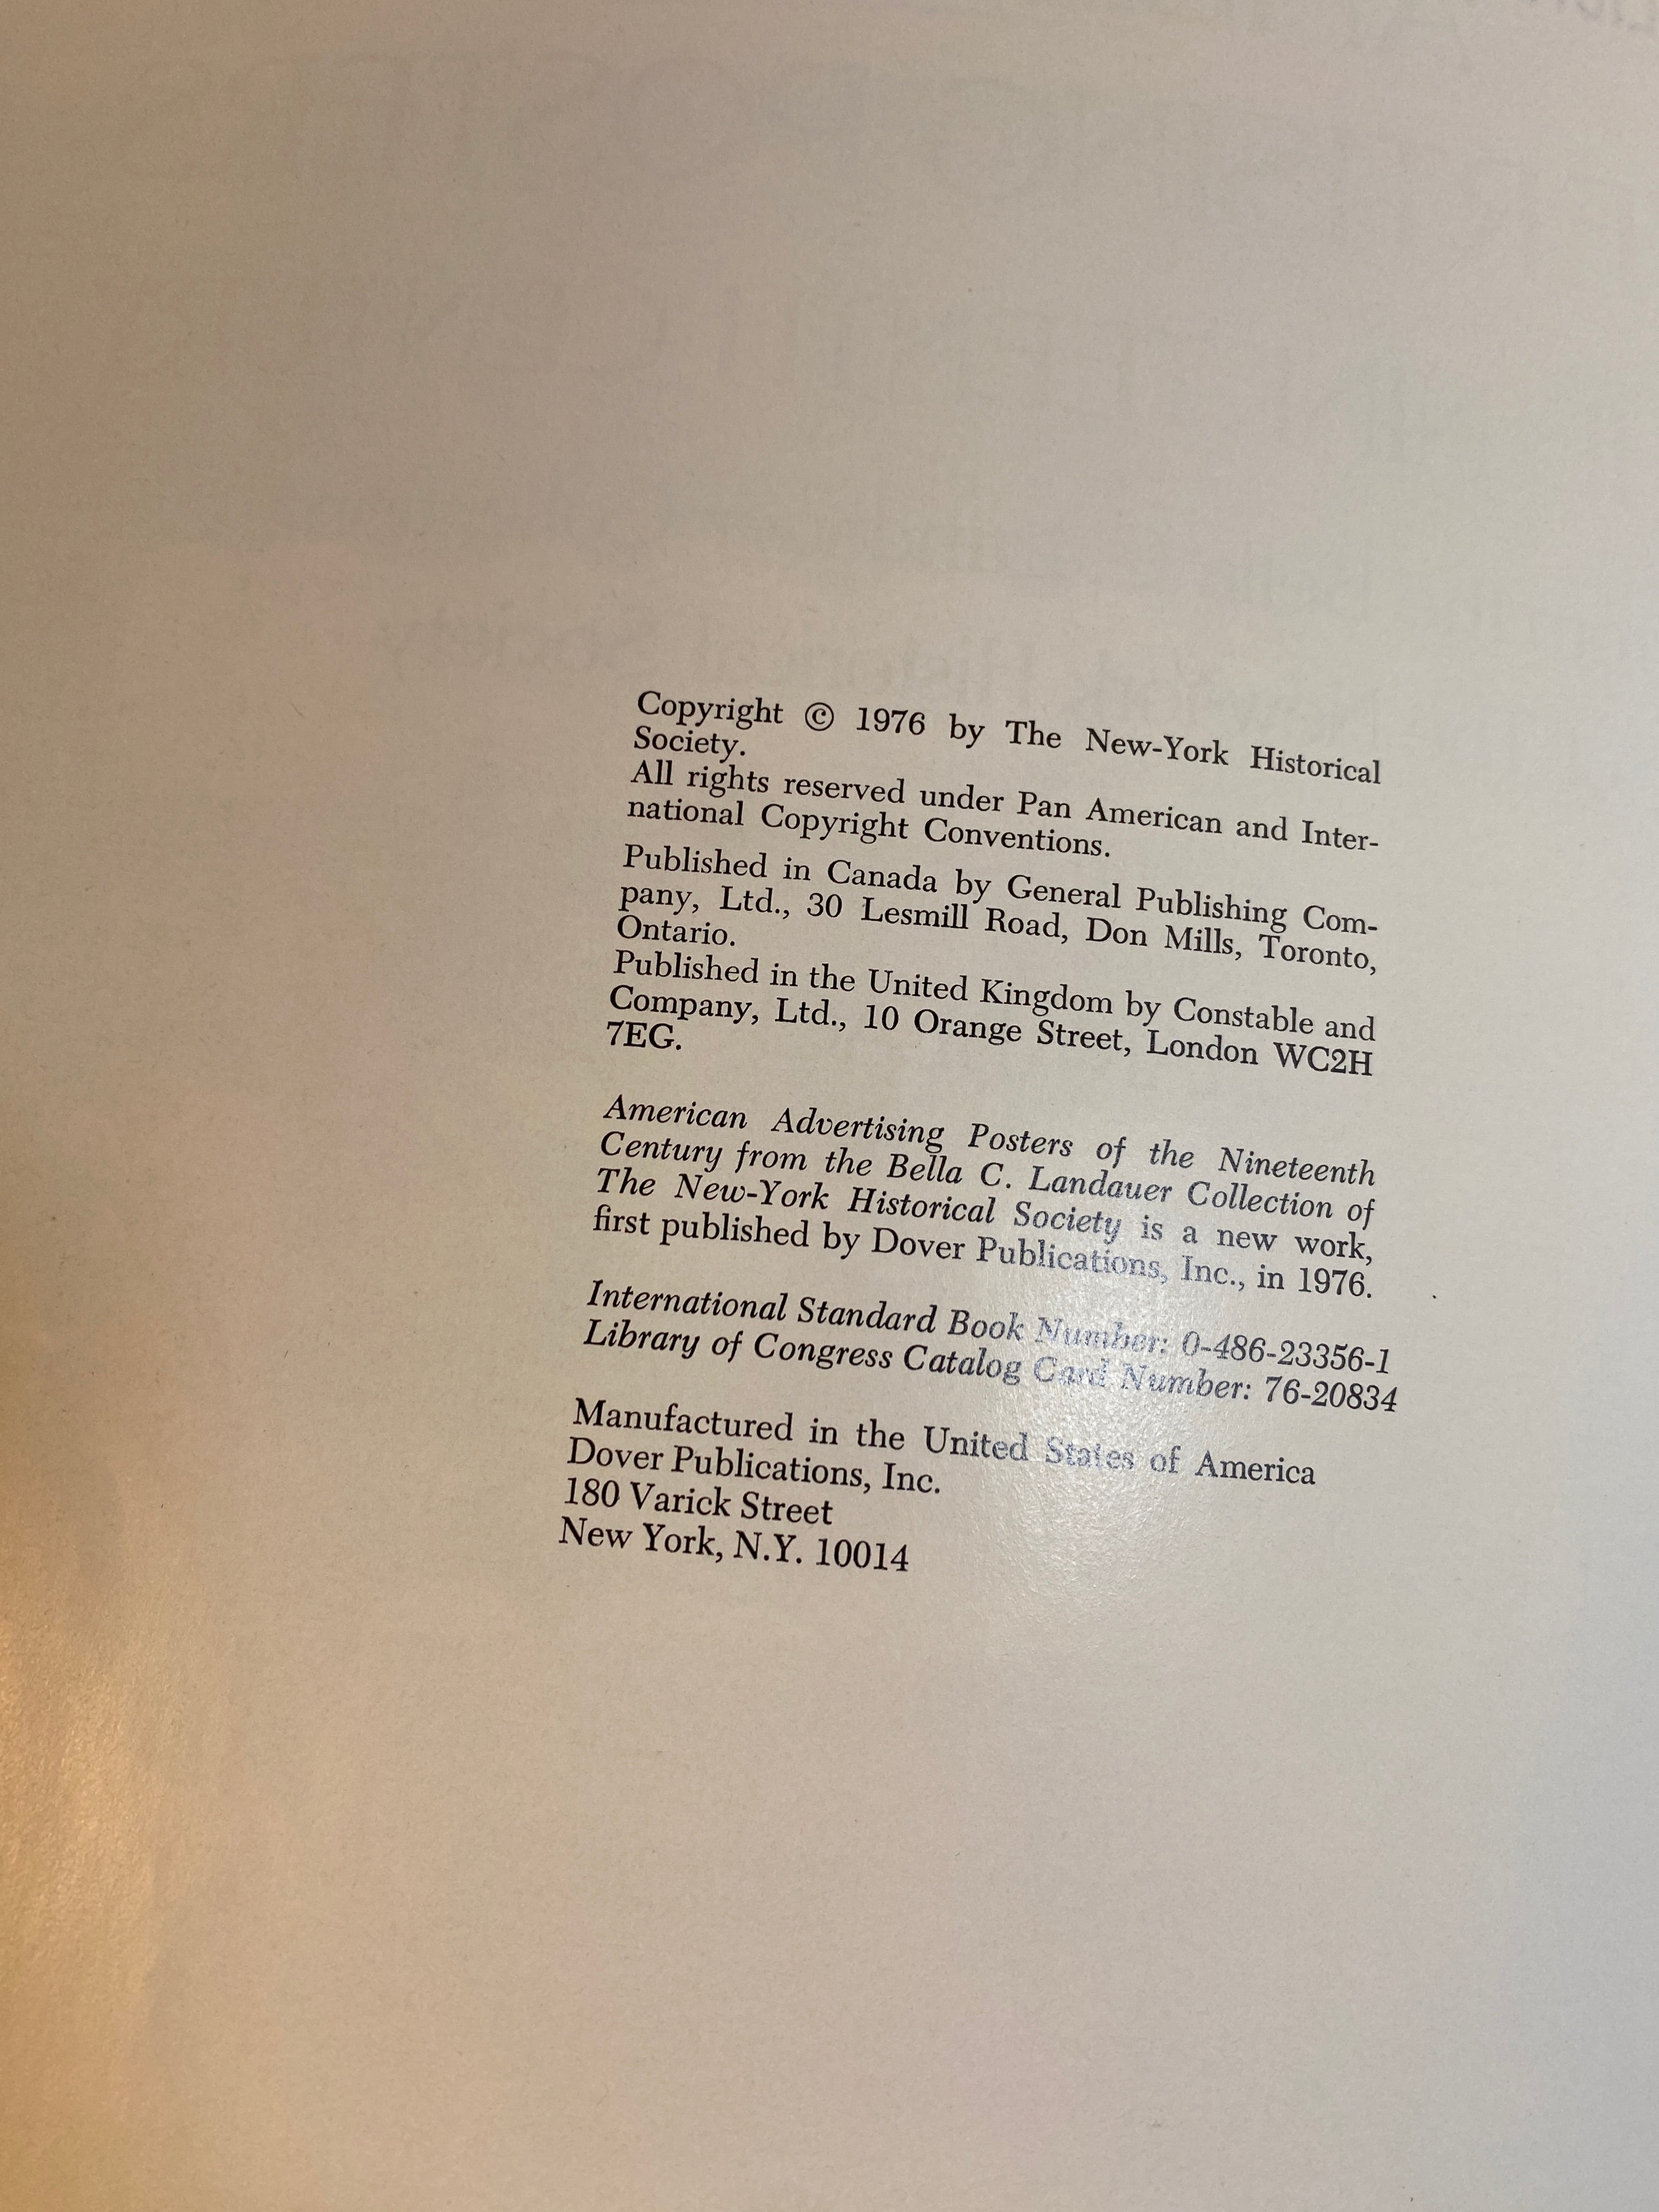 Copyright © 1976 by The New-York Historical
Society.
All rights reserved under Pan American and Inter-
national Copyright Conventions.
Published in Canada by General Publishing Com-
pany, Ltd., 30 Lesmill Road, Don Mills, Toronto,
Ontario.
Published in the United Kingdom by Constable and
Company, Ltd., 10 Orange Street, London WC2H
7EG.
American Advertising Posters of the Nineteenth
Century from the Bella C. Landauer Collection of
The New-York Historical Society is a new work,
first published by Dover Publications, Inc., in 1976.
International Standard Book Number: 0-486-23356-1
Library of Congress Catalog Card Number: 76-20834
Manufactured in the United States of America
Dover Publications, Inc.
180 Varick Street
New York, N.Y. 10014